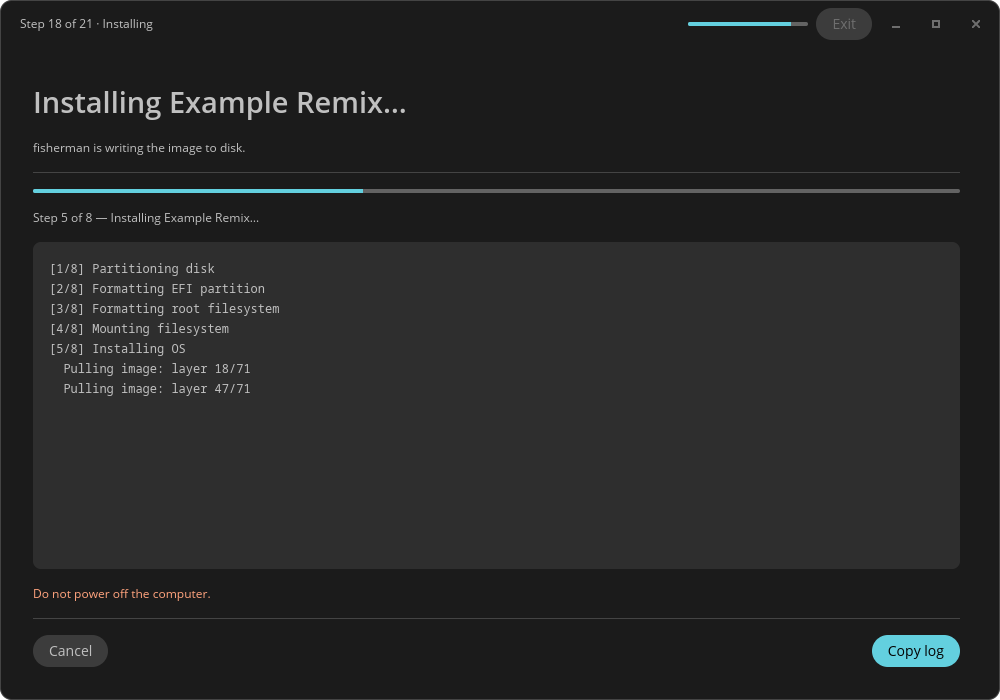 Step 18 of 21 · Installing
Exit
Installing Example Remix...
fisherman is writing the image to disk.
Step 5 of 8 — Installing Example Remix...
[1/8] Partitioning disk
[2/8] Formatting EFI partition
[3/8] Formatting root filesystem
[4/8] Mounting filesystem
[5/8] Installing OS
Pulling image: layer 18/71
Pulling image: layer 47/71
Do not power off the computer.
Cancel
Copy log